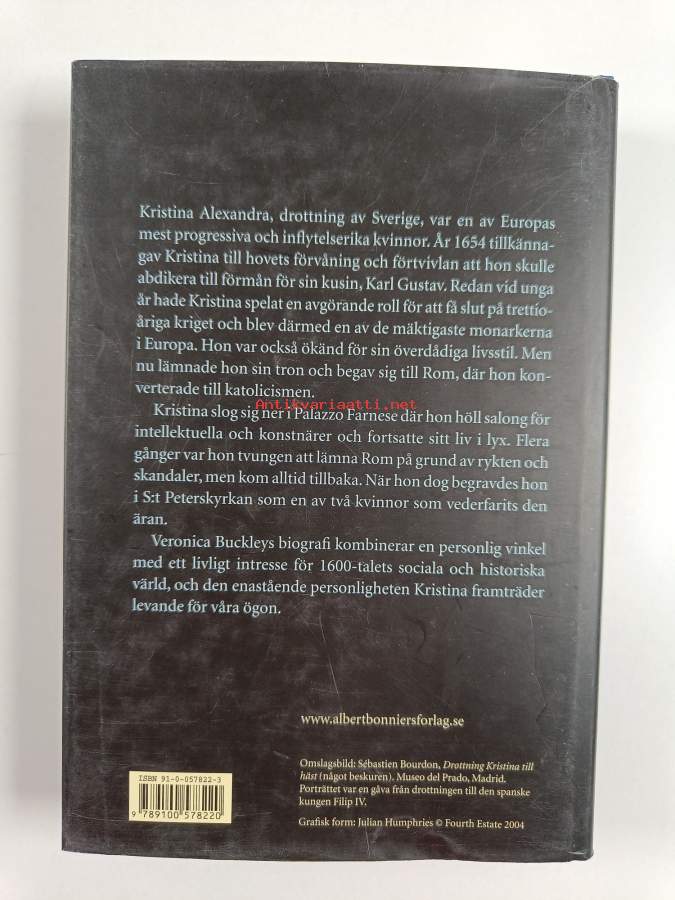 Kristina Alexandra, drottning av Sverige, var en av Europas
mest progressiva och inflytelserika kvinnor. År 1654 tillkänna-
gav Kristina till hovets förvåning och förtvivlan att hon skulle
abdikera till förmån för sin kusin, Karl Gustav. Redan vid unga
år hade Kristina spelat en avgörande roll för att få slut på trettio-
åriga kriget och blev därmed en av de mäktigaste monarkerna
i Europa. Hon var också ökänd för sin överdådiga livsstil. Men
nu lämnade hon sin tron och begav sig till Rom, där hon kon-
verterade till katolicismen.
Antikvariaatti.net
Kristina slog sig ner i Palazzo Farnese där hon höll salong för
intellektuella och konstnärer och fortsatte sitt liv i lyx. Flera
gånger var hon tvungen att lämna Rom på grund av rykten och
skandaler, men kom alltid tillbaka. När hon dog begravdes hon
i S:t Peterskyrkan som en av två kvinnor som vederfarits den
äran.
Veronica Buckleys biografi kombinerar en personlig vinkel
med ett livligt intresse för 1600-talets sociala och historiska
värld, och den enastående personligheten Kristina framträder
levande för våra ögon.
www.albertbonniersforlag.se
Omslagsbild: Sébastien Bourdon, Drottning Kristina till
häst (något beskuren). Museo del Prado, Madrid.
Porträttet var en gåva från drottningen till den spanske
kungen Filip IV.
Grafisk form: Julian Humphries © Fourth Estate 2004
ISBN 91-0-057822-3
9 789100 578220